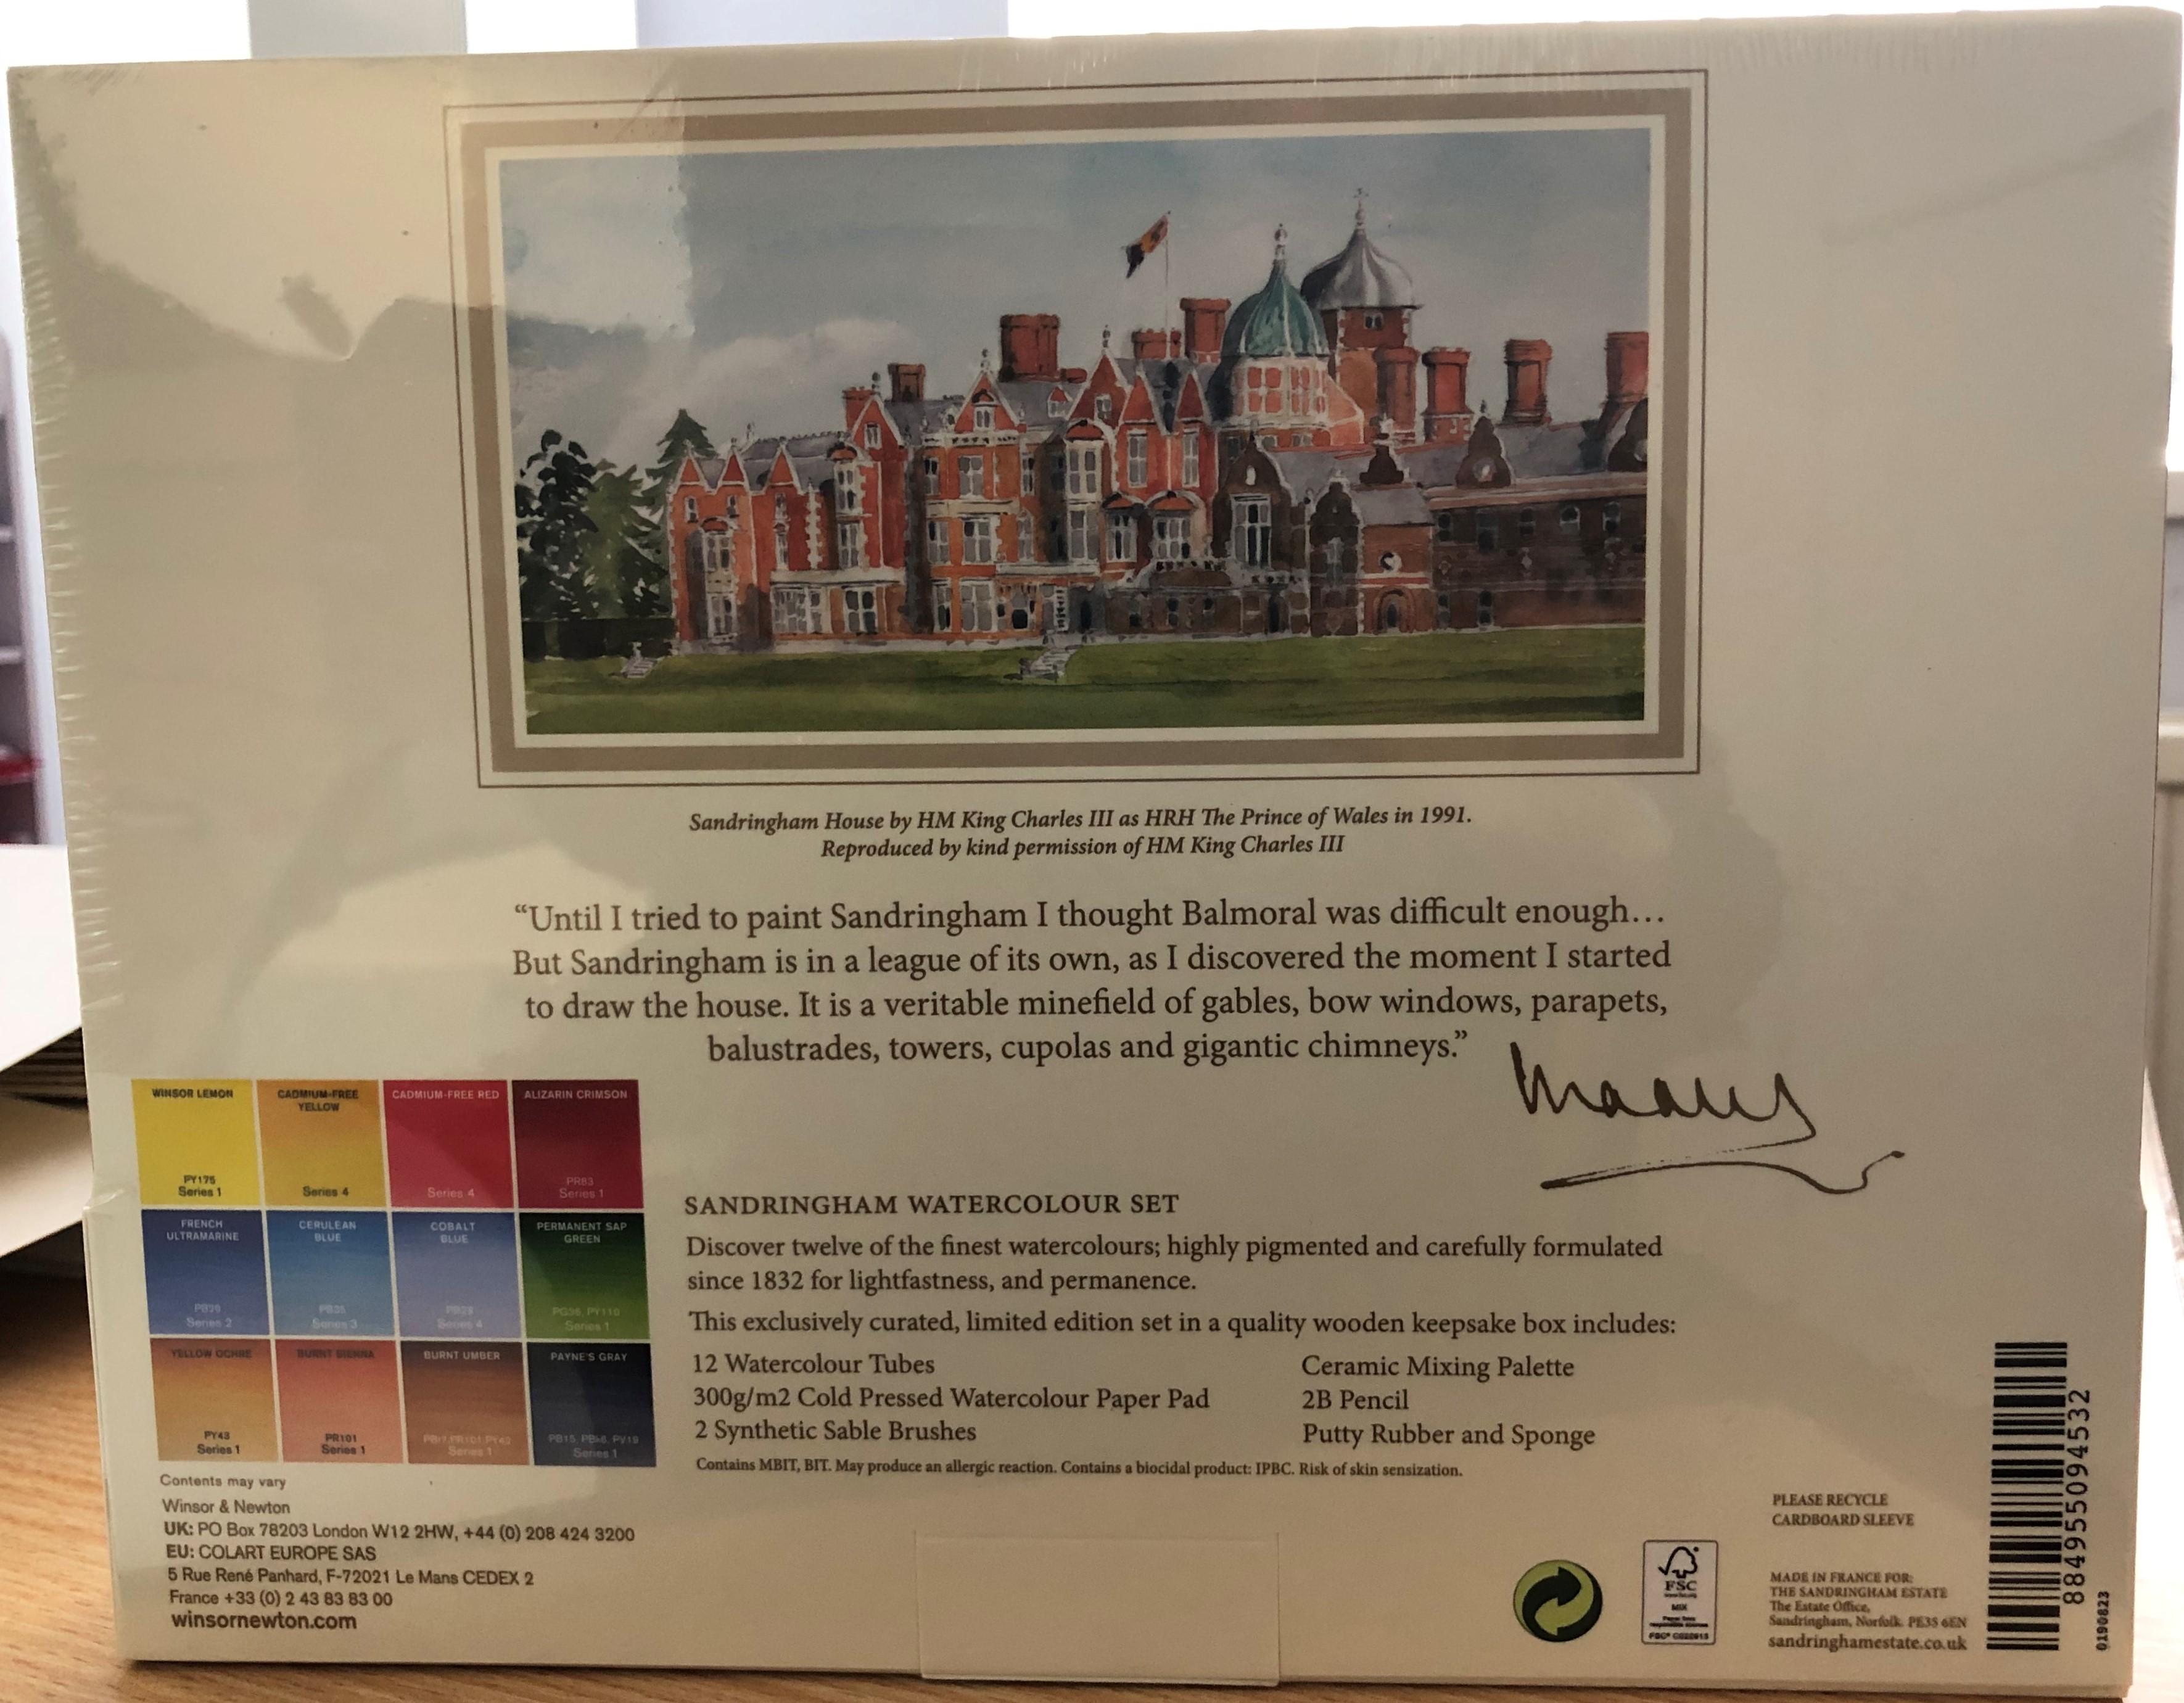 Sandringham House by HM King Charles III as HRH The Prince of Wales in 1991.
Reproduced by kind permission of HM King Charles III
“Until I tried to paint Sandringham I thought Balmoral was difficult enough…
But Sandringham is in a league of its own, as I discovered the moment I started
to draw the house. It is a veritable minefield of gables, bow windows, parapets,
balustrades, towers, cupolas and gigantic chimneys.”
WINSOR LEMON
PY175
Series 1
CADMIUM-FREE
YELLOW
Series 4
CADMIUM-FREE RED
Series 4
ALIZARIN CRIMSON
PR83
Series 1
FRENCH
ULTRAMARINE
PB29
Series 2
CERULEAN
BLUE
PB35
Series 3
COBALT
BLUE
Series 4
PERMANENT SAP
GREEN
PG36, PY110
Series 1
YELLOW OCHRE
PY43
Series 1
BURNT SIENNA
PR101
Series 1
BURNT UMBER
Series 1
PAYNE'S GRAY
PB15, PBk6, PV19
Series 1
Contents may vary
SANDRINGHAM WATERCOLOUR SET
Discover twelve of the finest watercolours; highly pigmented and carefully formulated
since 1832 for lightfastness, and permanence.
This exclusively curated, limited edition set in a quality wooden keepsake box includes:
12 Watercolour Tubes
300g/m2 Cold Pressed Watercolour Paper Pad
2 Synthetic Sable Brushes
Ceramic Mixing Palette
2B Pencil
Putty Rubber and Sponge
Contains MBIT, BIT. May produce an allergic reaction. Contains a biocidal product: IPBC. Risk of skin sensization.
Winsor & Newton
UK: PO Box 78203 London W12 2HW, +44 (0) 208 424 3200
EU: COLART EUROPE SAS
5 Rue René Panhard, F-72021 Le Mans CEDEX 2
France +33 (0) 2 43 83 83 00
winsornewton.com
FSC
MIX
PLEASE RECYCLE
CARDBOARD SLEEVE
MADE IN FRANCE FOR:
THE SANDRINGHAM ESTATE
The Estate Office,
Sandringham, Norfolk. PE35 6EN
sandringhamestate.co.uk
884955094532
0190823